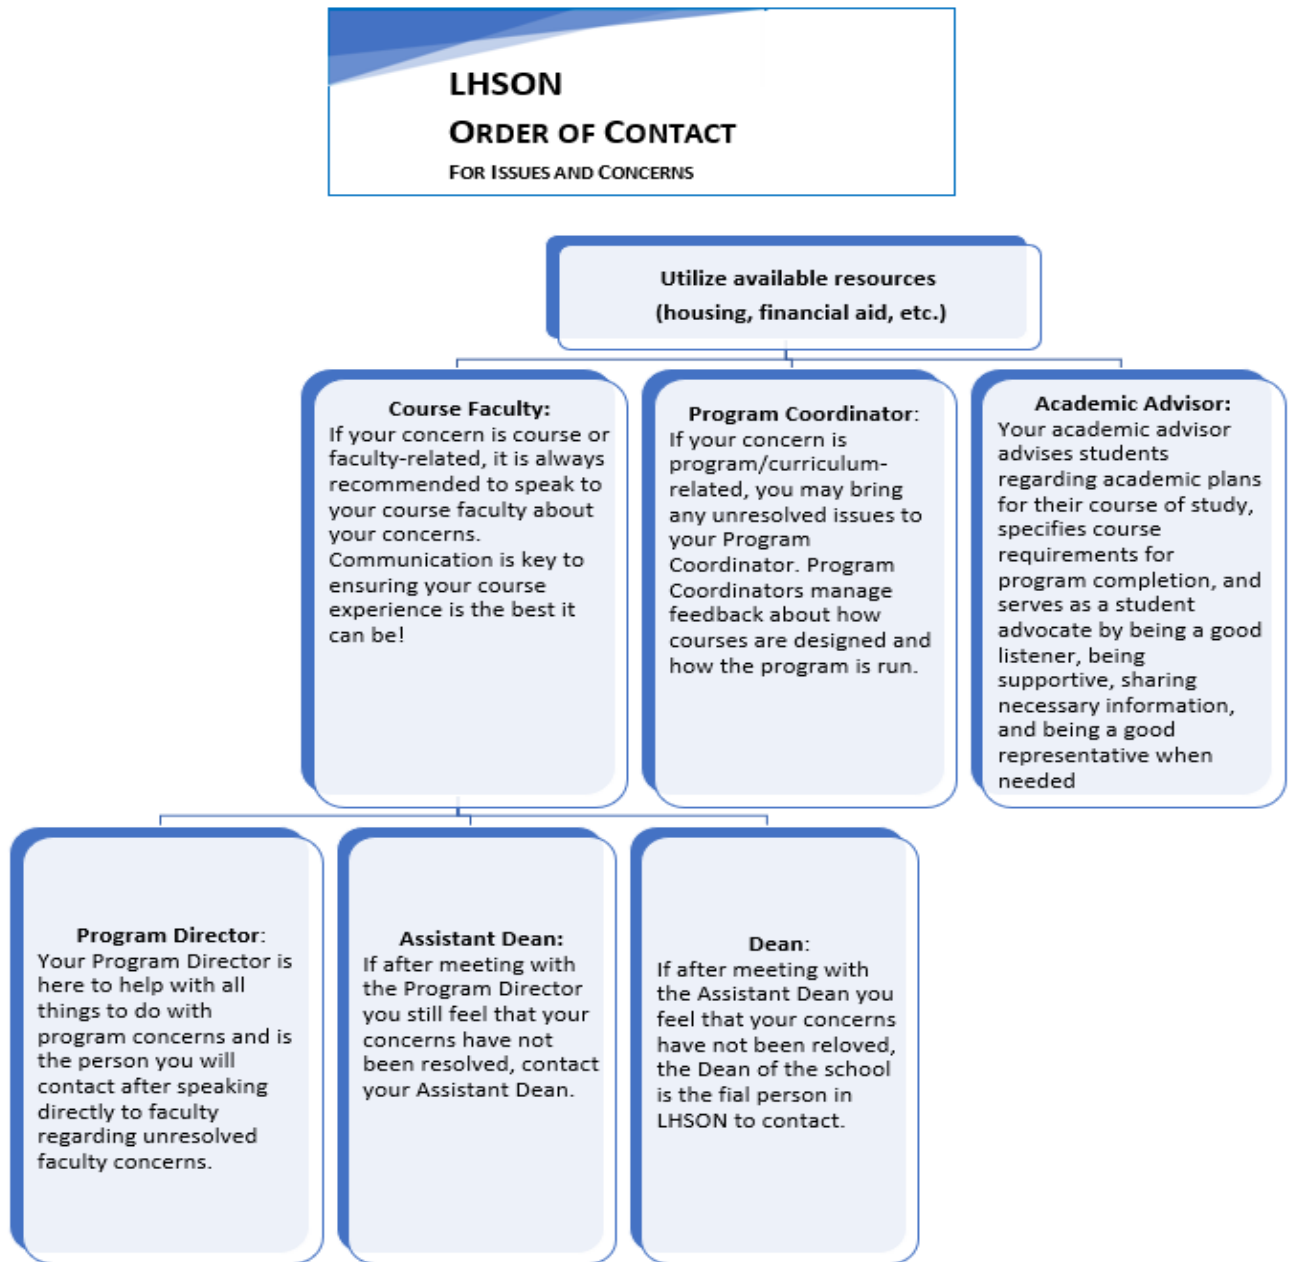 LHSON
ORDER OF CONTACT
FOR ISSUES AND CONCERNS
Utilize available resources
(housing, financial aid, etc.)
Course Faculty:
If your concern is course or
faculty-related, it is always
recommended to speak to
your course faculty about
your concerns.
Communication is key to
ensuring your course
experience is the best it
can be!
Program Coordinator:
If your concern is
program/curriculum-
related, you may bring
any unresolved issues to
your Program
Coordinator. Program
Coordinators manage
feedback about how
courses are designed and
how the program is run.
Academic Advisor:
Your academic advisor
advises students
regarding academic plans
for their course of study,
specifies course
requirements for
program completion, and
serves as a student
advocate by being a good
listener, being
supportive, sharing
necessary information,
and being a good
representative when
needed
Program Director:
Your Program Director is
here to help with all
things to do with
program concerns and is
the person you will
contact after speaking
directly to faculty
regarding unresolved
faculty concerns.
Assistant Dean:
If after meeting with
the Program Director
you still feel that your
concerns have not
been resolved, contact
your Assistant Dean.
Dean:
If after meeting with
the Assistant Dean you
feel that your concerns
have not been reloved,
the Dean of the school
is the fial person in
LHSON to contact.